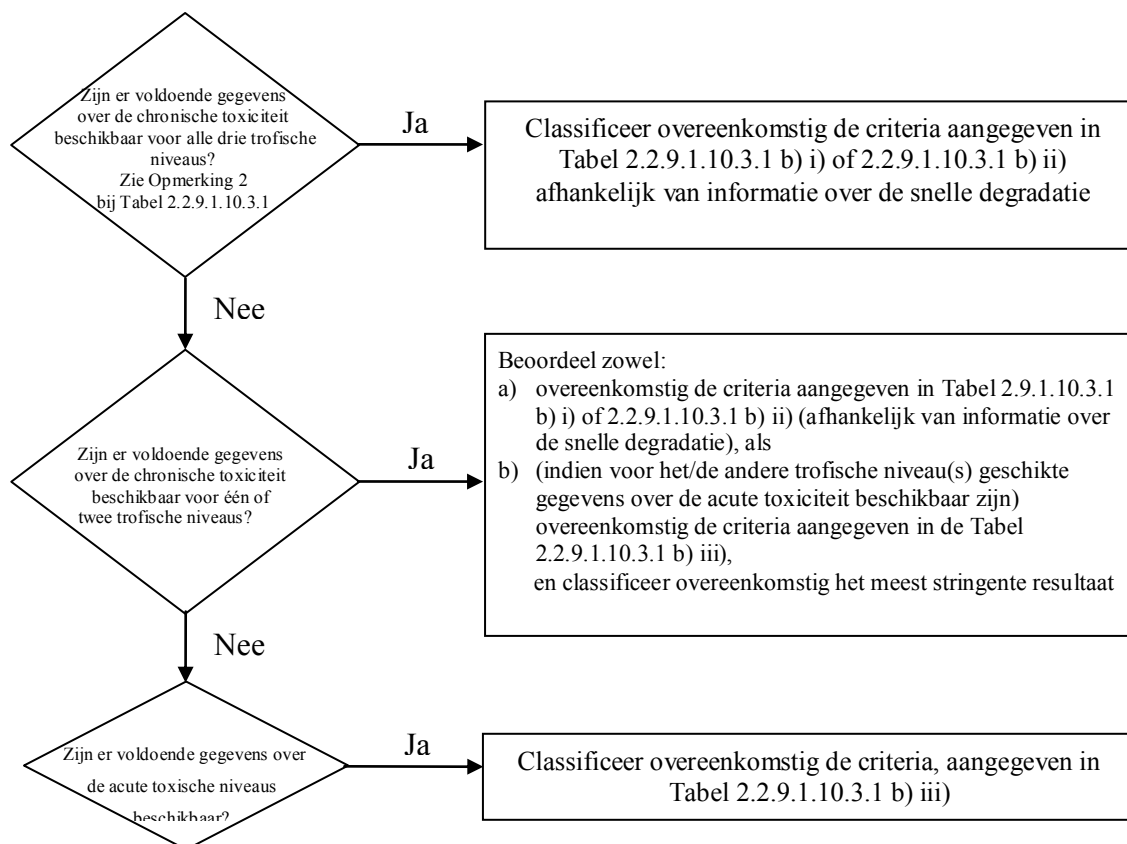 Zijn er voldoende gegevens
over de chronische toxiciteit
beschikbaar voor alle drie trofische
niveaus?
Zie Opmerking 2
bij Tabel 2.2.9.1.10.3.1
Ja
Classificeer overeenkomstig de criteria aangegeven in
Tabel 2.2.9.1.10.3.1 b) i) of 2.2.9.1.10.3.1 b) ii)
afhankelijk van informatie over de snelle degradatie
Nee
Zijn er voldoende gegevens
over de chronische toxiciteit
beschikbaar voor één of
twee trofische niveaus?
Ja
Beoordeel zowel:
a) overeenkomstig de criteria aangegeven in Tabel 2.9.1.10.3.1
b) i) of 2.2.9.1.10.3.1 b) ii) (afhankelijk van informatie over
de snelle degradatie), als
b) (indien voor het/de andere trofische niveau(s) geschikte
gegevens over de acute toxiciteit beschikbaar zijn)
overeenkomstig de criteria aangegeven in de Tabel
2.2.9.1.10.3.1 b) iii),
en classificeer overeenkomstig het meest stringente resultaat
Nee
Zijn er voldoende gegevens over
de acute toxische niveaus
beschikbaar?
Ja
Classificeer overeenkomstig de criteria, aangegeven in
Tabel 2.2.9.1.10.3.1 b) iii)